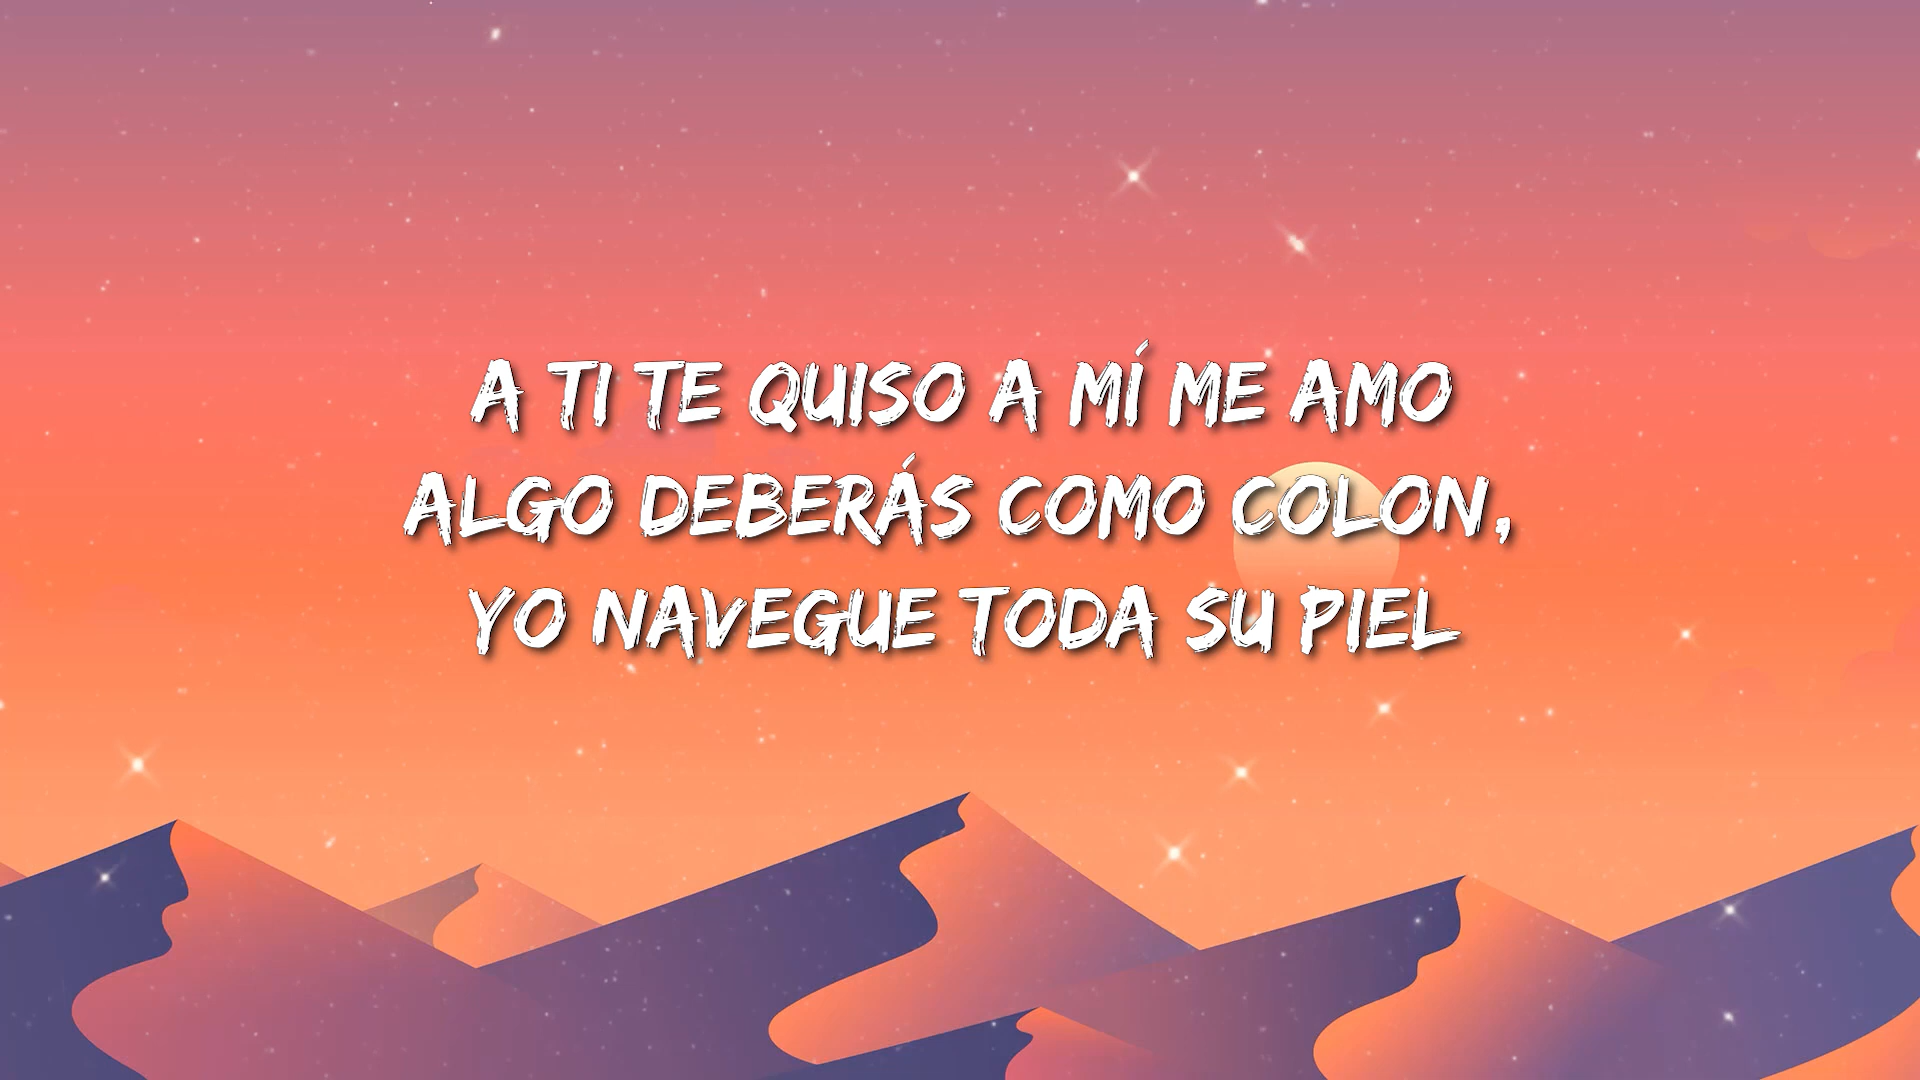 A TI TE QUISO A MÍ ME AMO
ALGO DEBERÁS COMO COLON,
YO NAVEGUE TODA SU PIEL